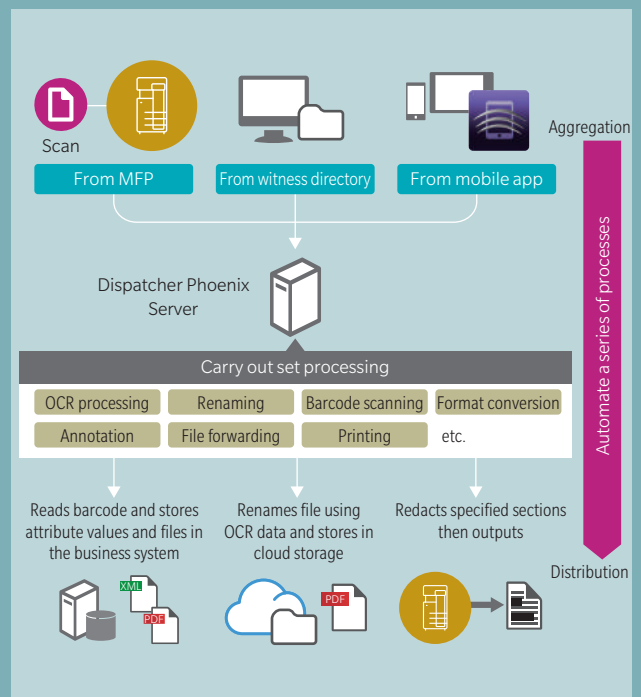 Scan
Aggregation
From MFP
From witness directory
From mobile app
Automate a series of processes
Dispatcher Phoenix
Server
Carry out set processing
OCR processing
Renaming
Barcode scanning
Format conversion
Annotation
File forwarding
Printing
etc.
Reads barcode and stores
attribute values and files in
the business system
Renames file using
OCR data and stores in
cloud storage
Redacts specified sections
then outputs
Distribution
XML
PDF
PDF